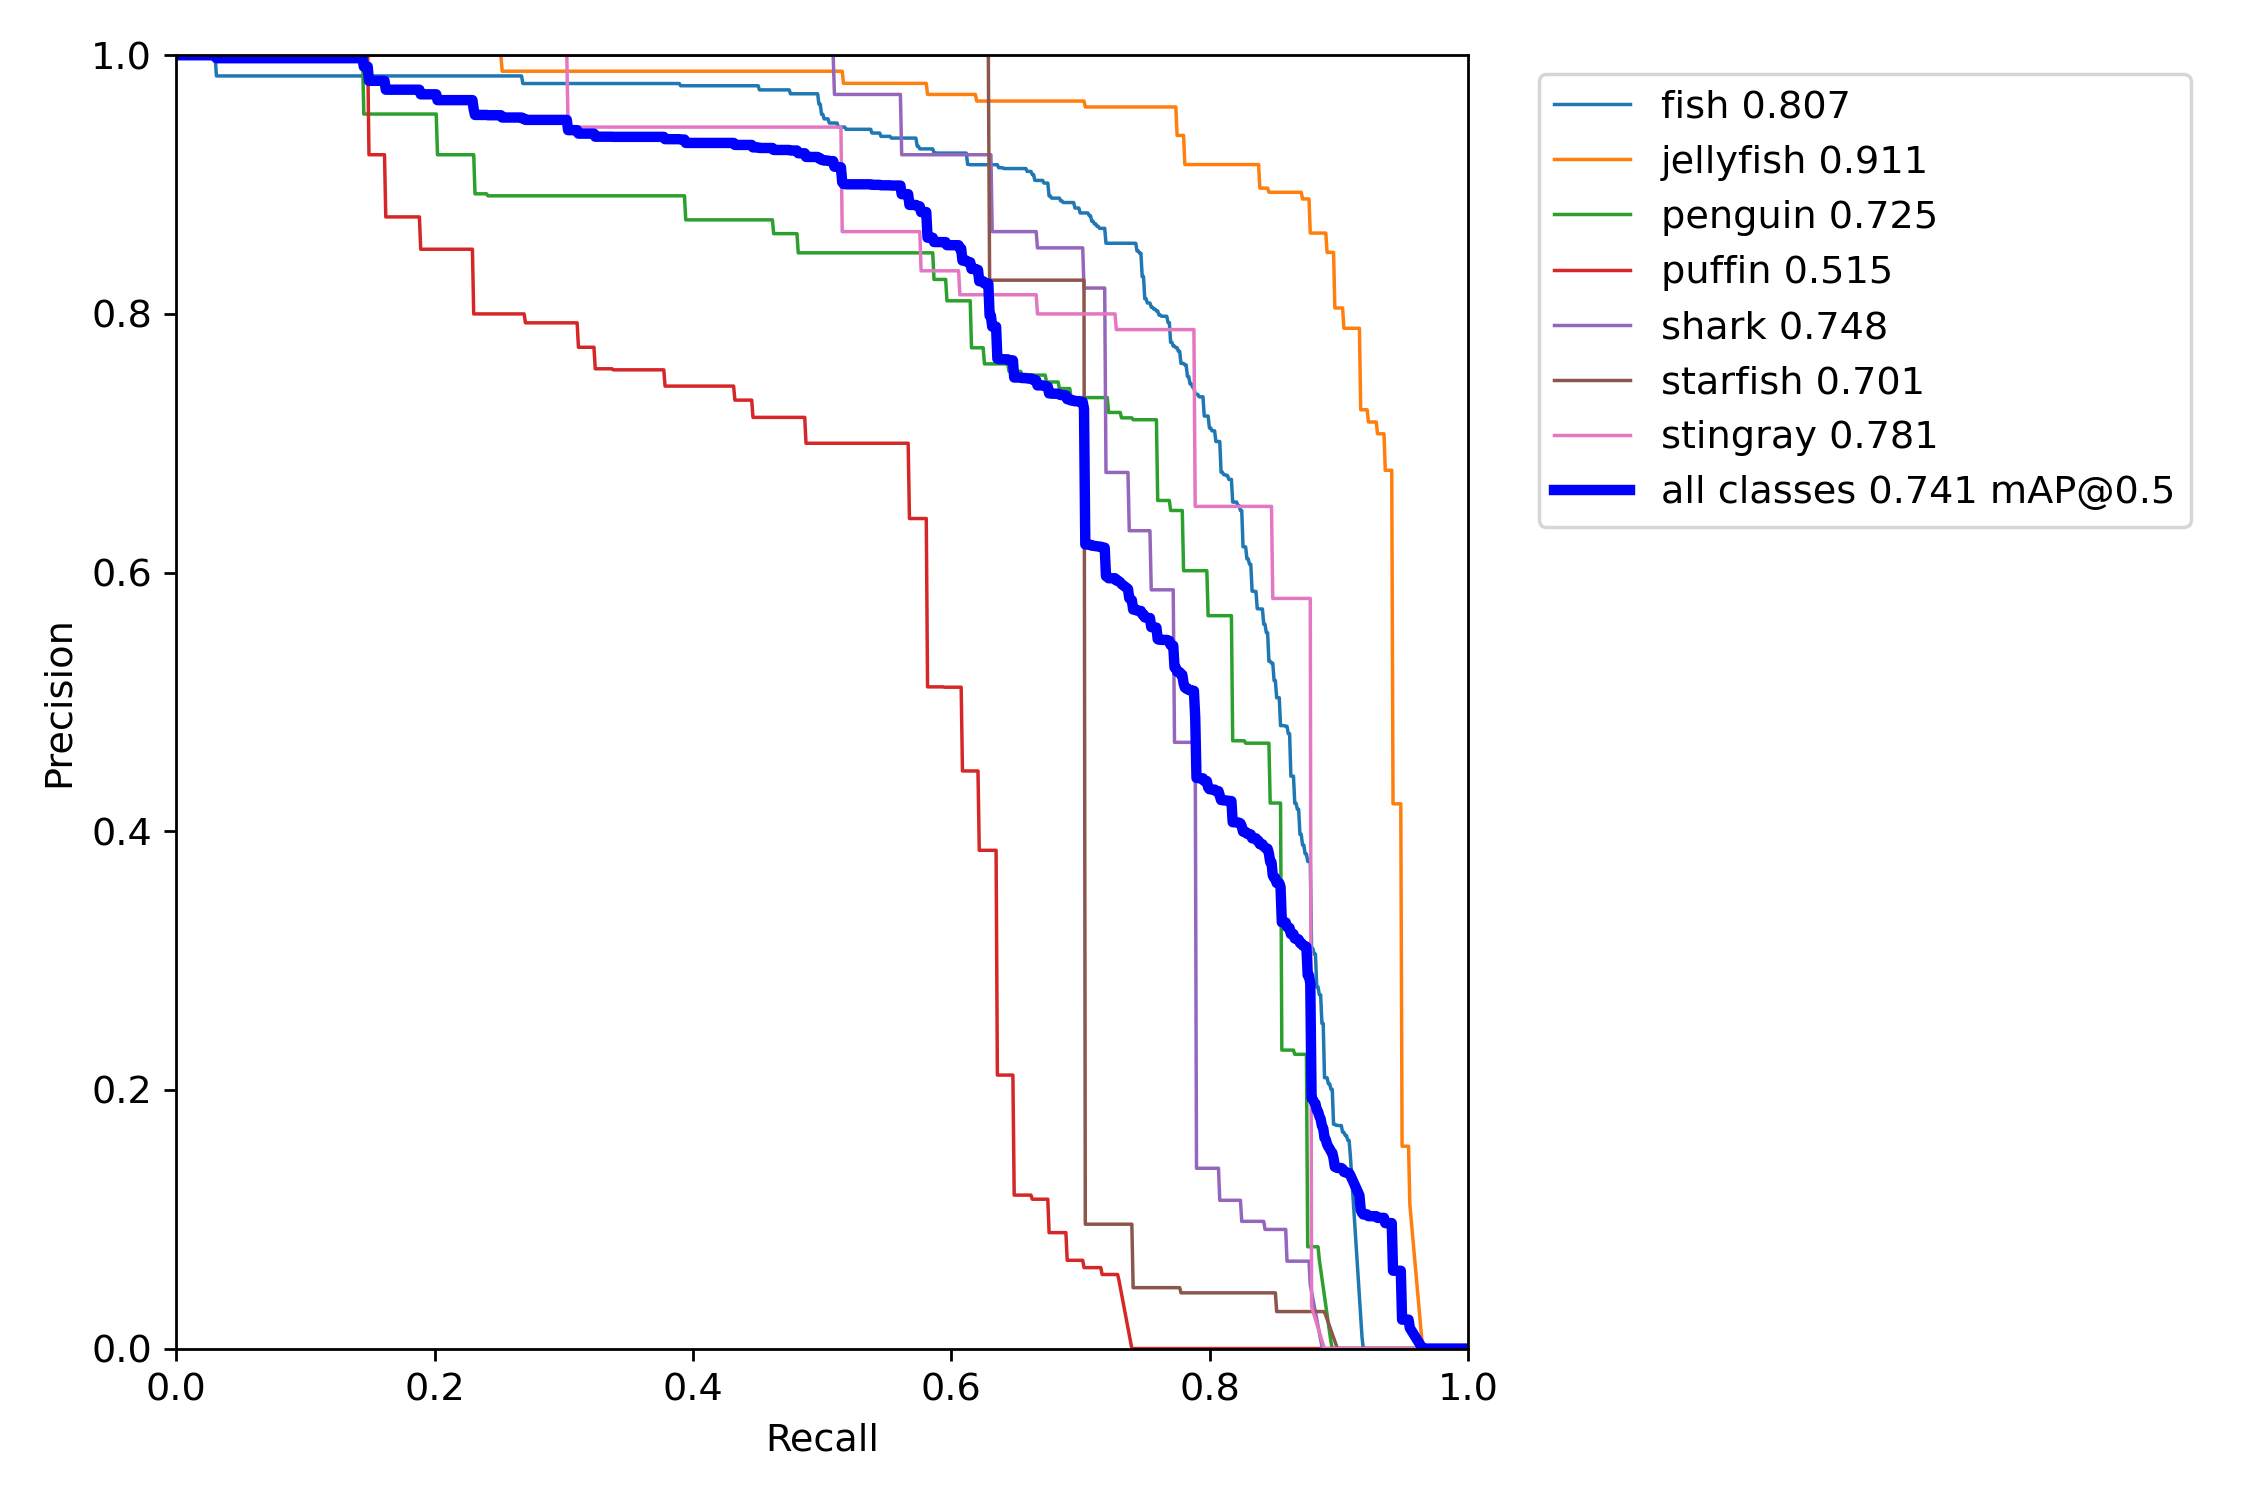 1.0
0.8
0.6
0.4
0.2
0.0
Precision
0.0 0.2 0.4 0.6 0.8 1.0
Recall
fish 0.807
jellyfish 0.911
penguin 0.725
puffin 0.515
shark 0.748
starfish 0.701
stingray 0.781
all classes 0.741 mAP@0.5